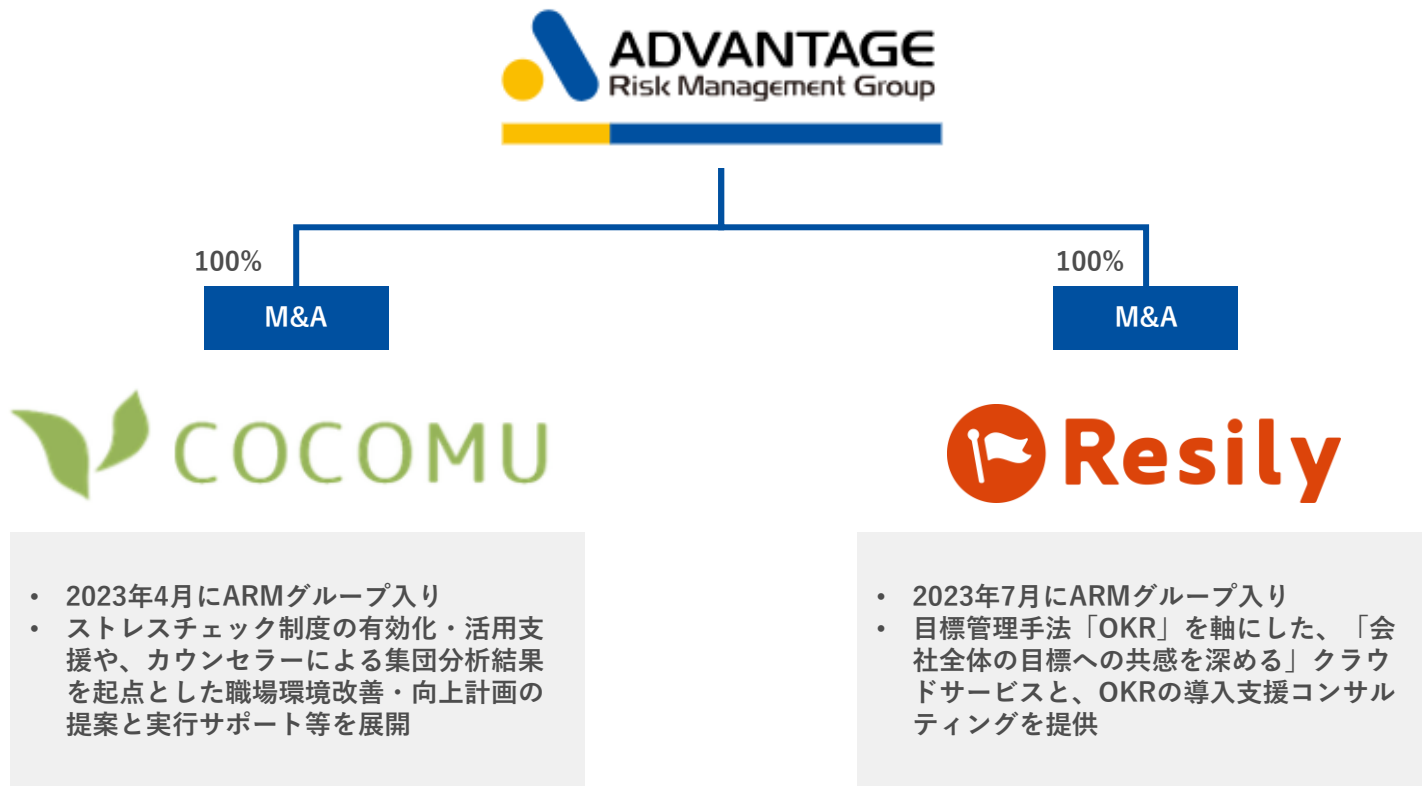 ADVANTAGE
Risk Management Group
100%
M&A
100%
M&A
COCOMU
Resily
• 2023年4月にARMグループ入り
• ストレスチェック制度の有効化・活用支
援や、カウンセラーによる集団分析結果
を起点とした職場環境改善・向上計画の
提案と実行サポート等を展開
• 2023年7月にARMグループ入り
• 目標管理手法「OKR」を軸にした、「会
社全体の目標への共感を深める」クラウ
ドサービスと、OKRの導入支援コンサル
ティングを提供